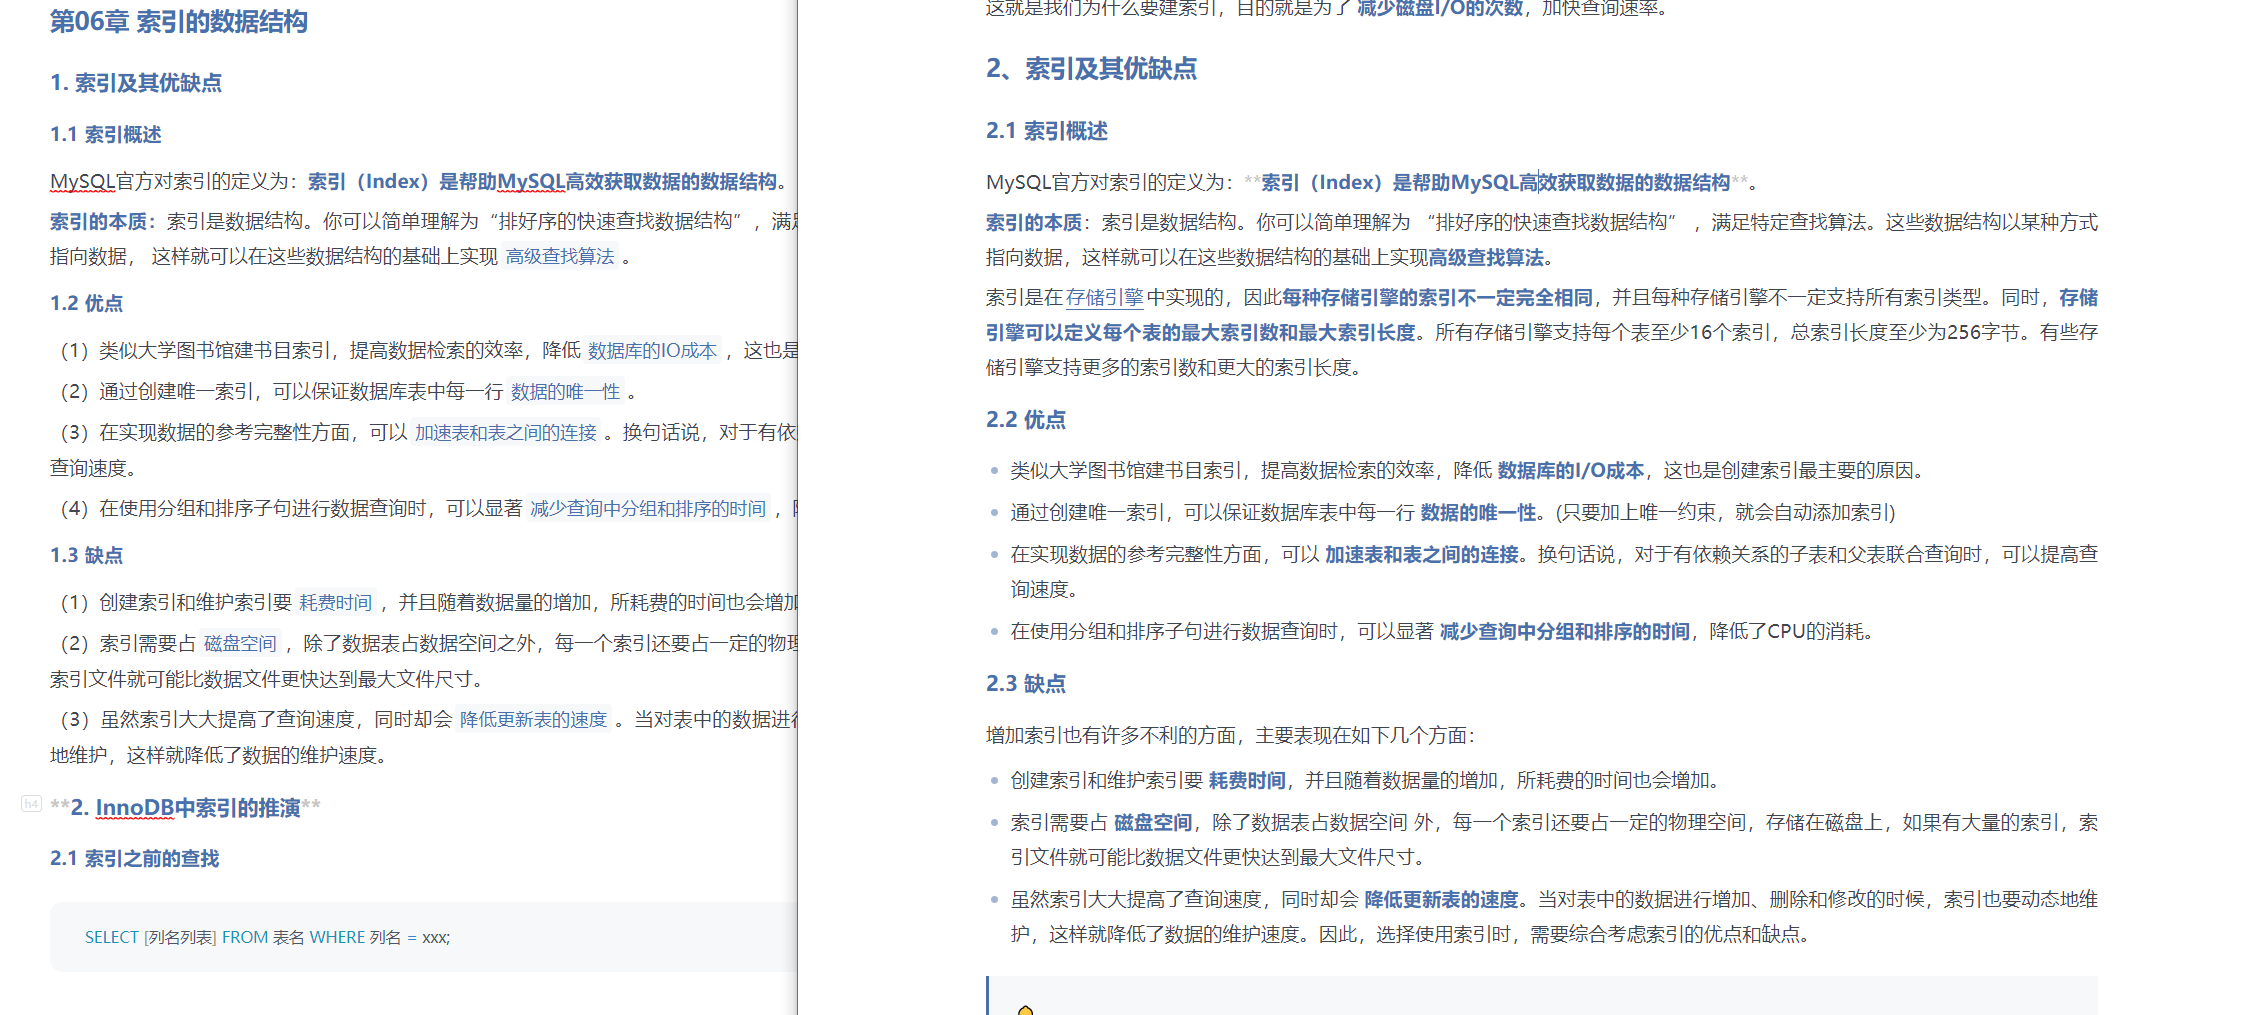 第06章 索引的数据结构
1. 索引及其优缺点
1.1 索引概述
MySQL官方对索引的定义为：索引（Index）是帮助MySQL高效获取数据的数据结构。
索引的本质：索引是数据结构。你可以简单理解为“排好序的快速查找数据结构”，满足
指向数据， 这样就可以在这些数据结构的基础上实现 高级查找算法 。
1.2 优点
（1）类似大学图书馆建书目索引，提高数据检索的效率，降低 数据库的IO成本 ，这也是
（2）通过创建唯一索引，可以保证数据库表中每一行 数据的唯一性 。
（3）在实现数据的参考完整性方面，可以 加速表和表之间的连接 。换句话说，对于有依
查询速度。
（4）在使用分组和排序子句进行数据查询时，可以显著 减少查询中分组和排序的时间 ，
1.3 缺点
（1）创建索引和维护索引要 耗费时间 ，并且随着数据量的增加，所耗费的时间也会增加
（2）索引需要占 磁盘空间 ，除了数据表占数据空间之外，每一个索引还要占一定的物理
索引文件就可能比数据文件更快达到最大文件尺寸。
（3）虽然索引大大提高了查询速度，同时却会 降低更新表的速度 。当对表中的数据进行
地维护，这样就降低了数据的维护速度。
h4 **2. InnoDB中索引的推演**
2.1 索引之前的查找
SELECT [列名列表] FROM 表名 WHERE 列名 = xxx;
这就是我们为什么要建索引，目的就是为了 减少磁盘I/O的次数，加快查询速率。
2、索引及其优缺点
2.1 索引概述
MySQL官方对索引的定义为：**索引（Index）是帮助MySQL高效获取数据的数据结构**。
索引的本质：索引是数据结构。你可以简单理解为 “排好序的快速查找数据结构” ，满足特定查找算法。这些数据结构以某种方式
指向数据，这样就可以在这些数据结构的基础上实现高级查找算法。
索引是在存储引擎中实现的，因此每种存储引擎的索引不一定完全相同，并且每种存储引擎不一定支持所有索引类型。同时，存储
引擎可以定义每个表的最大索引数和最大索引长度。所有存储引擎支持每个表至少16个索引，总索引长度至少为256字节。有些存
储引擎支持更多的索引数和更大的索引长度。
2.2 优点
类似大学图书馆建书目索引，提高数据检索的效率，降低 数据库的I/O成本，这也是创建索引最主要的原因。
通过创建唯一索引，可以保证数据库表中每一行 数据的唯一性。(只要加上唯一约束，就会自动添加索引)
在实现数据的参考完整性方面，可以 加速表和表之间的连接。换句话说，对于有依赖关系的子表和父表联合查询时，可以提高查
询速度。
在使用分组和排序子句进行数据查询时，可以显著 减少查询中分组和排序的时间，降低了CPU的消耗。
2.3 缺点
增加索引也有许多不利的方面，主要表现在如下几个方面：
创建索引和维护索引要 耗费时间，并且随着数据量的增加，所耗费的时间也会增加。
索引需要占 磁盘空间，除了数据表占数据空间 外，每一个索引还要占一定的物理空间，存储在磁盘上，如果有大量的索引，索
引文件就可能比数据文件更快达到最大文件尺寸。
虽然索引大大提高了查询速度，同时却会 降低更新表的速度。当对表中的数据进行增加、删除和修改的时候，索引也要动态地维
护，这样就降低了数据的维护速度。因此，选择使用索引时，需要综合考虑索引的优点和缺点。